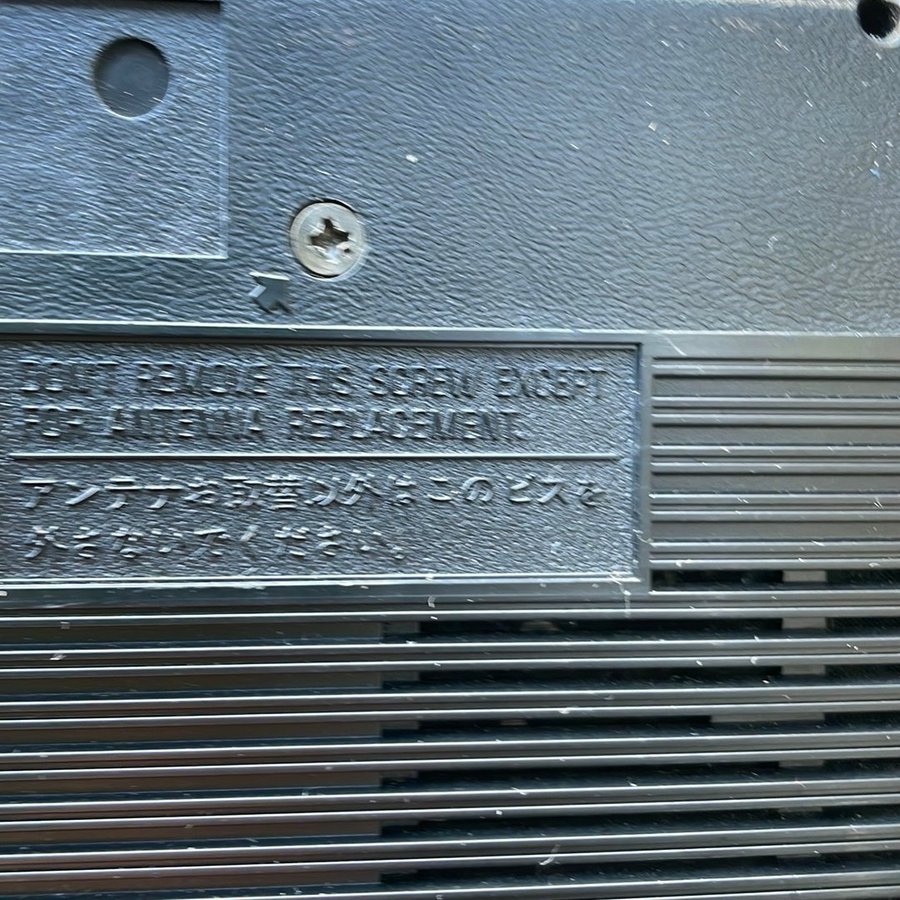 DON'T REMOVE THIS SCREW EXCEPT
FOR ANTENNA REPLACEMENT.
アンテナお取替以外はこのビスを
外さないでください。